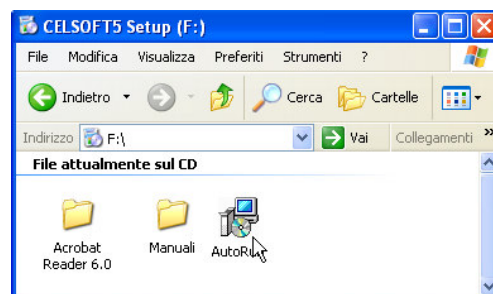 CELSOFT5 Setup (F:)
File Modifica Visualizza Preferiti Strumenti ?
Indietro Cerca Cartelle
Indirizzo F:\ Vai Collegamenti »
File attualmente sul CD
Acrobat Reader 6.0
Manuali
AutoRun